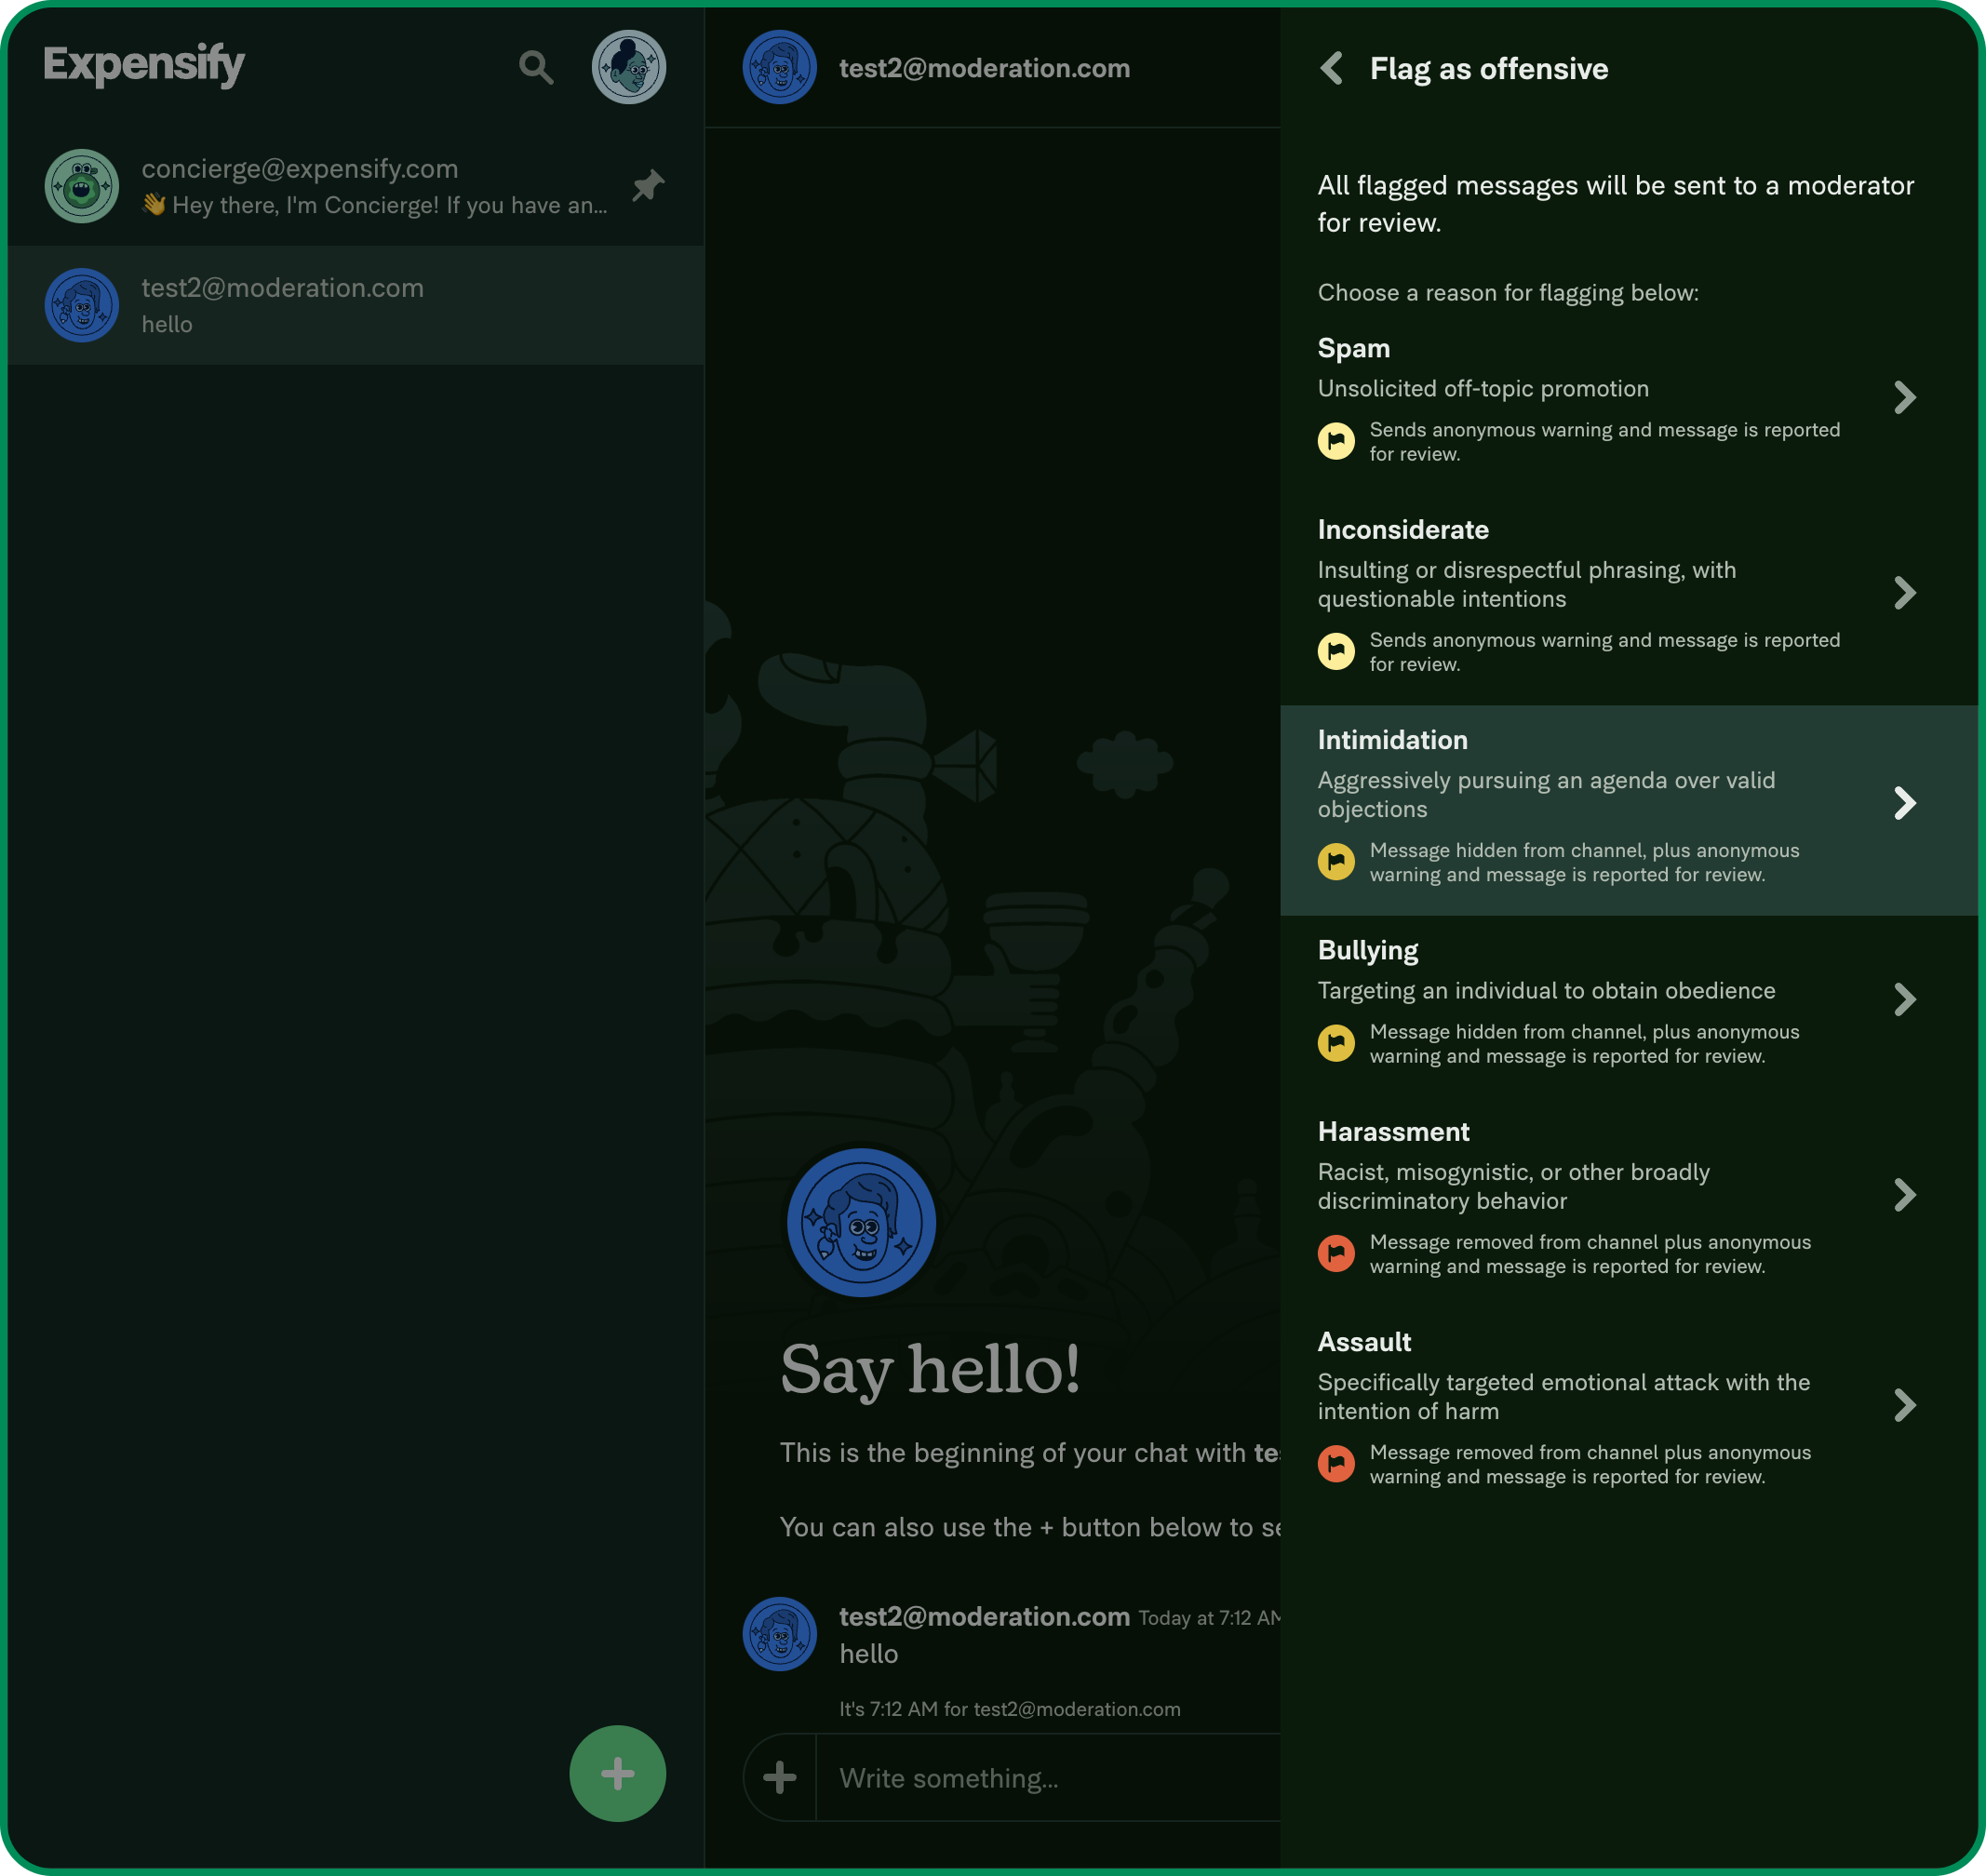 Expensify
concierge@expensify.com
👋 Hey there, I'm Concierge! If you have an...
test2@moderation.com
hello
test2@moderation.com
Say hello!
This is the beginning of your chat with
You can also use the + button below to
test2@moderation.com Today at 7:12 AM
hello
It's 7:12 AM for test2@moderation.com
Write something...
Flag as offensive
All flagged messages will be sent to a moderator
for review.
Choose a reason for flagging below:
Spam
Unsolicited off-topic promotion
Sends anonymous warning and message is reported
for review.
Inconsiderate
Insulting or disrespectful phrasing, with
questionable intentions
Sends anonymous warning and message is reported
for review.
Intimidation
Aggressively pursuing an agenda over valid
objections
Message hidden from channel, plus anonymous
warning and message is reported for review.
Bullying
Targeting an individual to obtain obedience
Message hidden from channel, plus anonymous
warning and message is reported for review.
Harassment
Racist, misogynistic, or other broadly
discriminatory behavior
Message removed from channel plus anonymous
warning and message is reported for review.
Assault
Specifically targeted emotional attack with the
intention of harm
Message removed from channel plus anonymous
warning and message is reported for review.